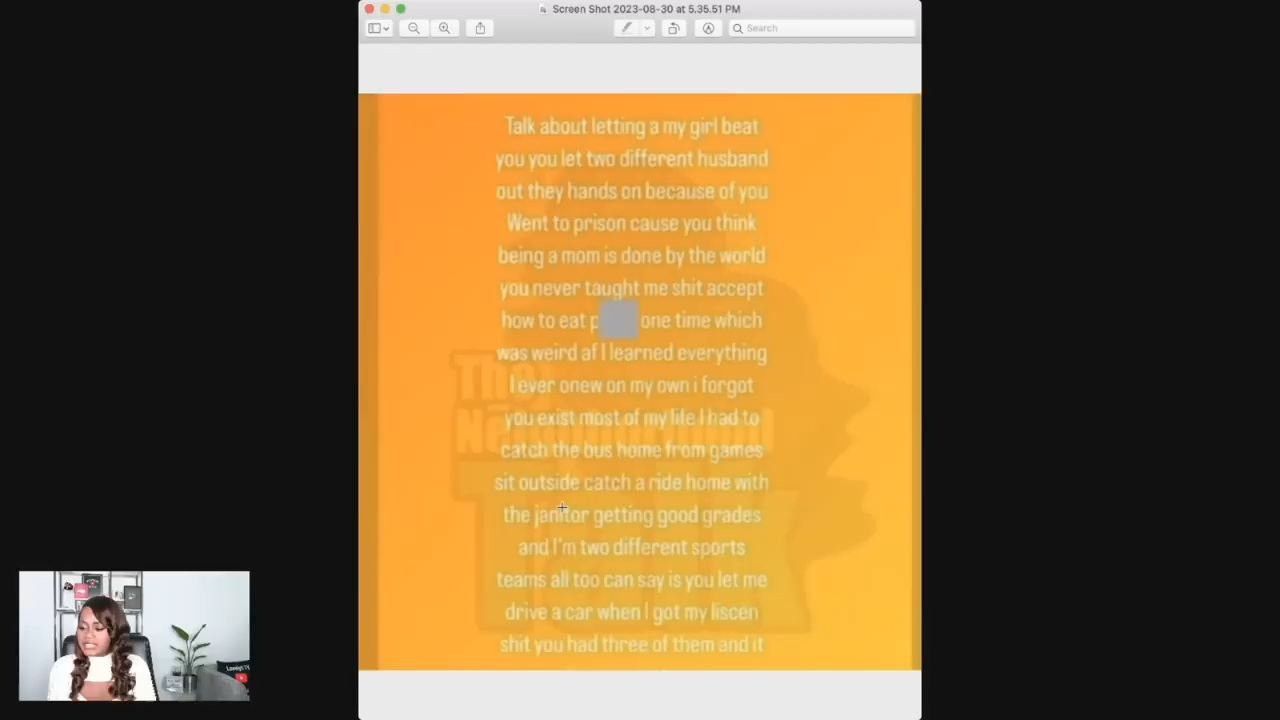 Screen Shot 2023-08-30 at 5.35.51 PM
Search
Talk about letting a my girl beat
you you let two different husband
out they hands on because of you
Went to prison cause you think
being a mom is done by the world
you never taught me shit accept
how to eat p one time which
was weird af I learned everything
I ever onew on my own i forgot
you exist most of my life I had to
catch the bus home from games
sit outside catch a ride home with
the janitor getting good grades
and I'm two different sports
teams all too can say is you let me
drive a car when I got my liscen
shit you had three of them and it
The
Neighborhood
Talk